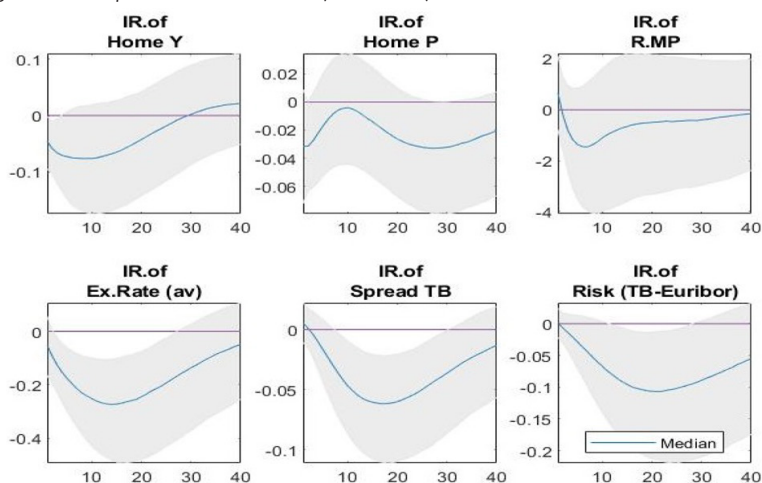 IR.of
Home Y
0.1
0
-0.1
10 20 30 40
IR.of
Home P
0.02
0
-0.02
-0.04
-0.06
10 20 30 40
IR.of
R.MP
2
0
-2
-4
10 20 30 40
IR.of
Ex.Rate (av)
0
-0.2
-0.4
10 20 30 40
IR.of
Spread TB
0
-0.05
-0.1
10 20 30 40
IR.of
Risk (TB-Euribor)
0
-0.05
-0.1
-0.15
-0.2
Median
10 20 30 40